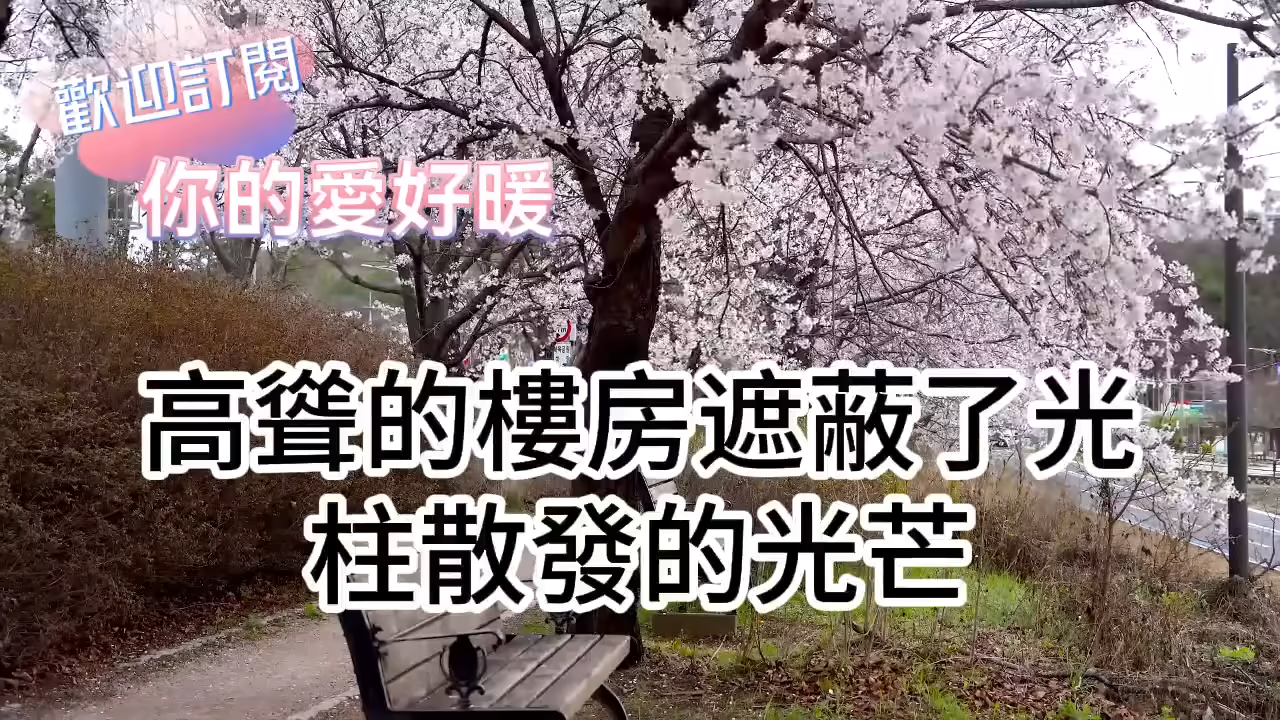 歡迎訂閱
你的愛好暖
高聳的樓房遮蔽了光
柱散發的光芒